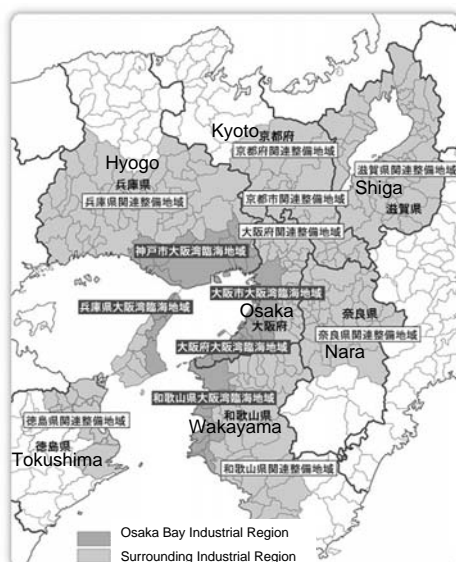 Kyoto
京都府
京都府関連整備地域
Hyogo
兵庫県
兵庫県関連整備地域
滋賀県関連整備地域
Shiga
滋賀県
京都市関連整備地域
大阪府関連整備地域
神戸市大阪湾臨海地域
兵庫県大阪湾臨海地域
大阪市大阪湾臨海地域
Osaka
大阪府
奈良県
奈良県関連整備地域
Nara
大阪府大阪湾臨海地域
和歌山県大阪湾臨海地域
和歌山県
Wakayama
徳島県関連整備地域
徳島県
Tokushima
和歌山県関連整備地域
Osaka Bay Industrial Region
Surrounding Industrial Region